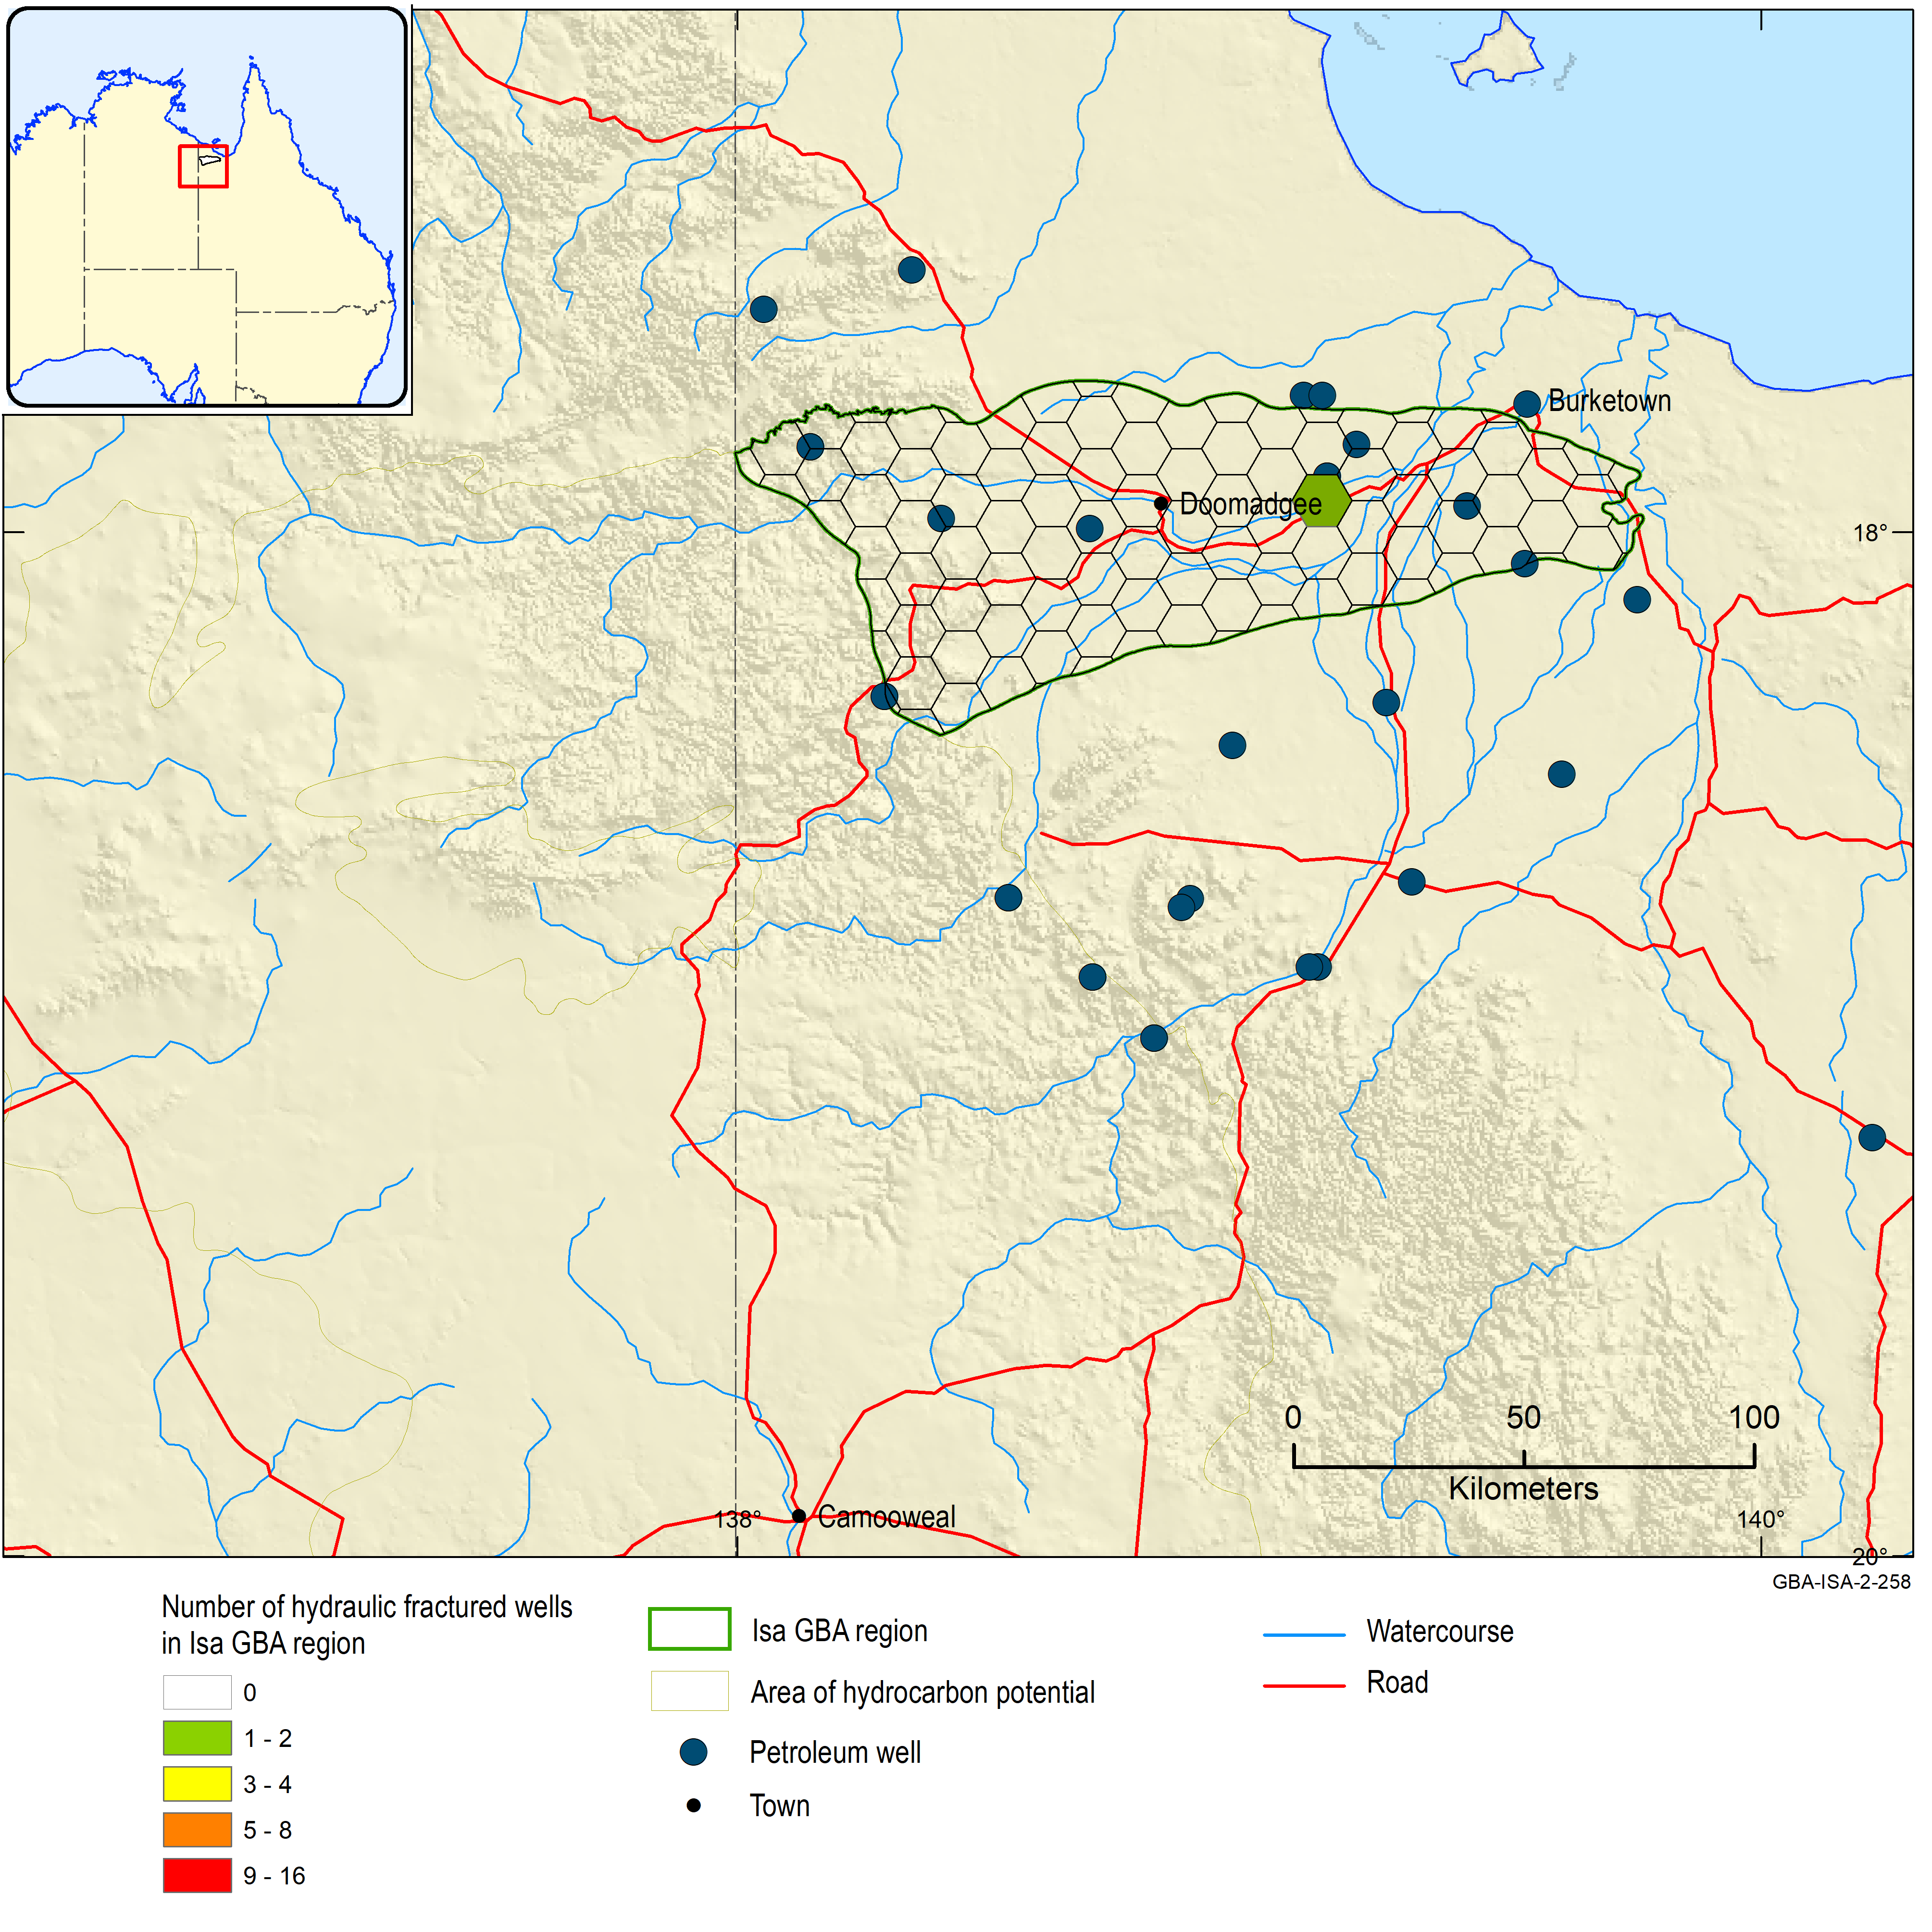 Burketown
Doomadgee
18°
0 50 100
Kilometers
138°
Camooweal
140°
20°
GBA-ISA-2-258
Number of hydraulic fractured wells
in Isa GBA region
0
1 - 2
3 - 4
5 - 8
9 - 16
Isa GBA region
Area of hydrocarbon potential
Petroleum well
Town
Watercourse
Road